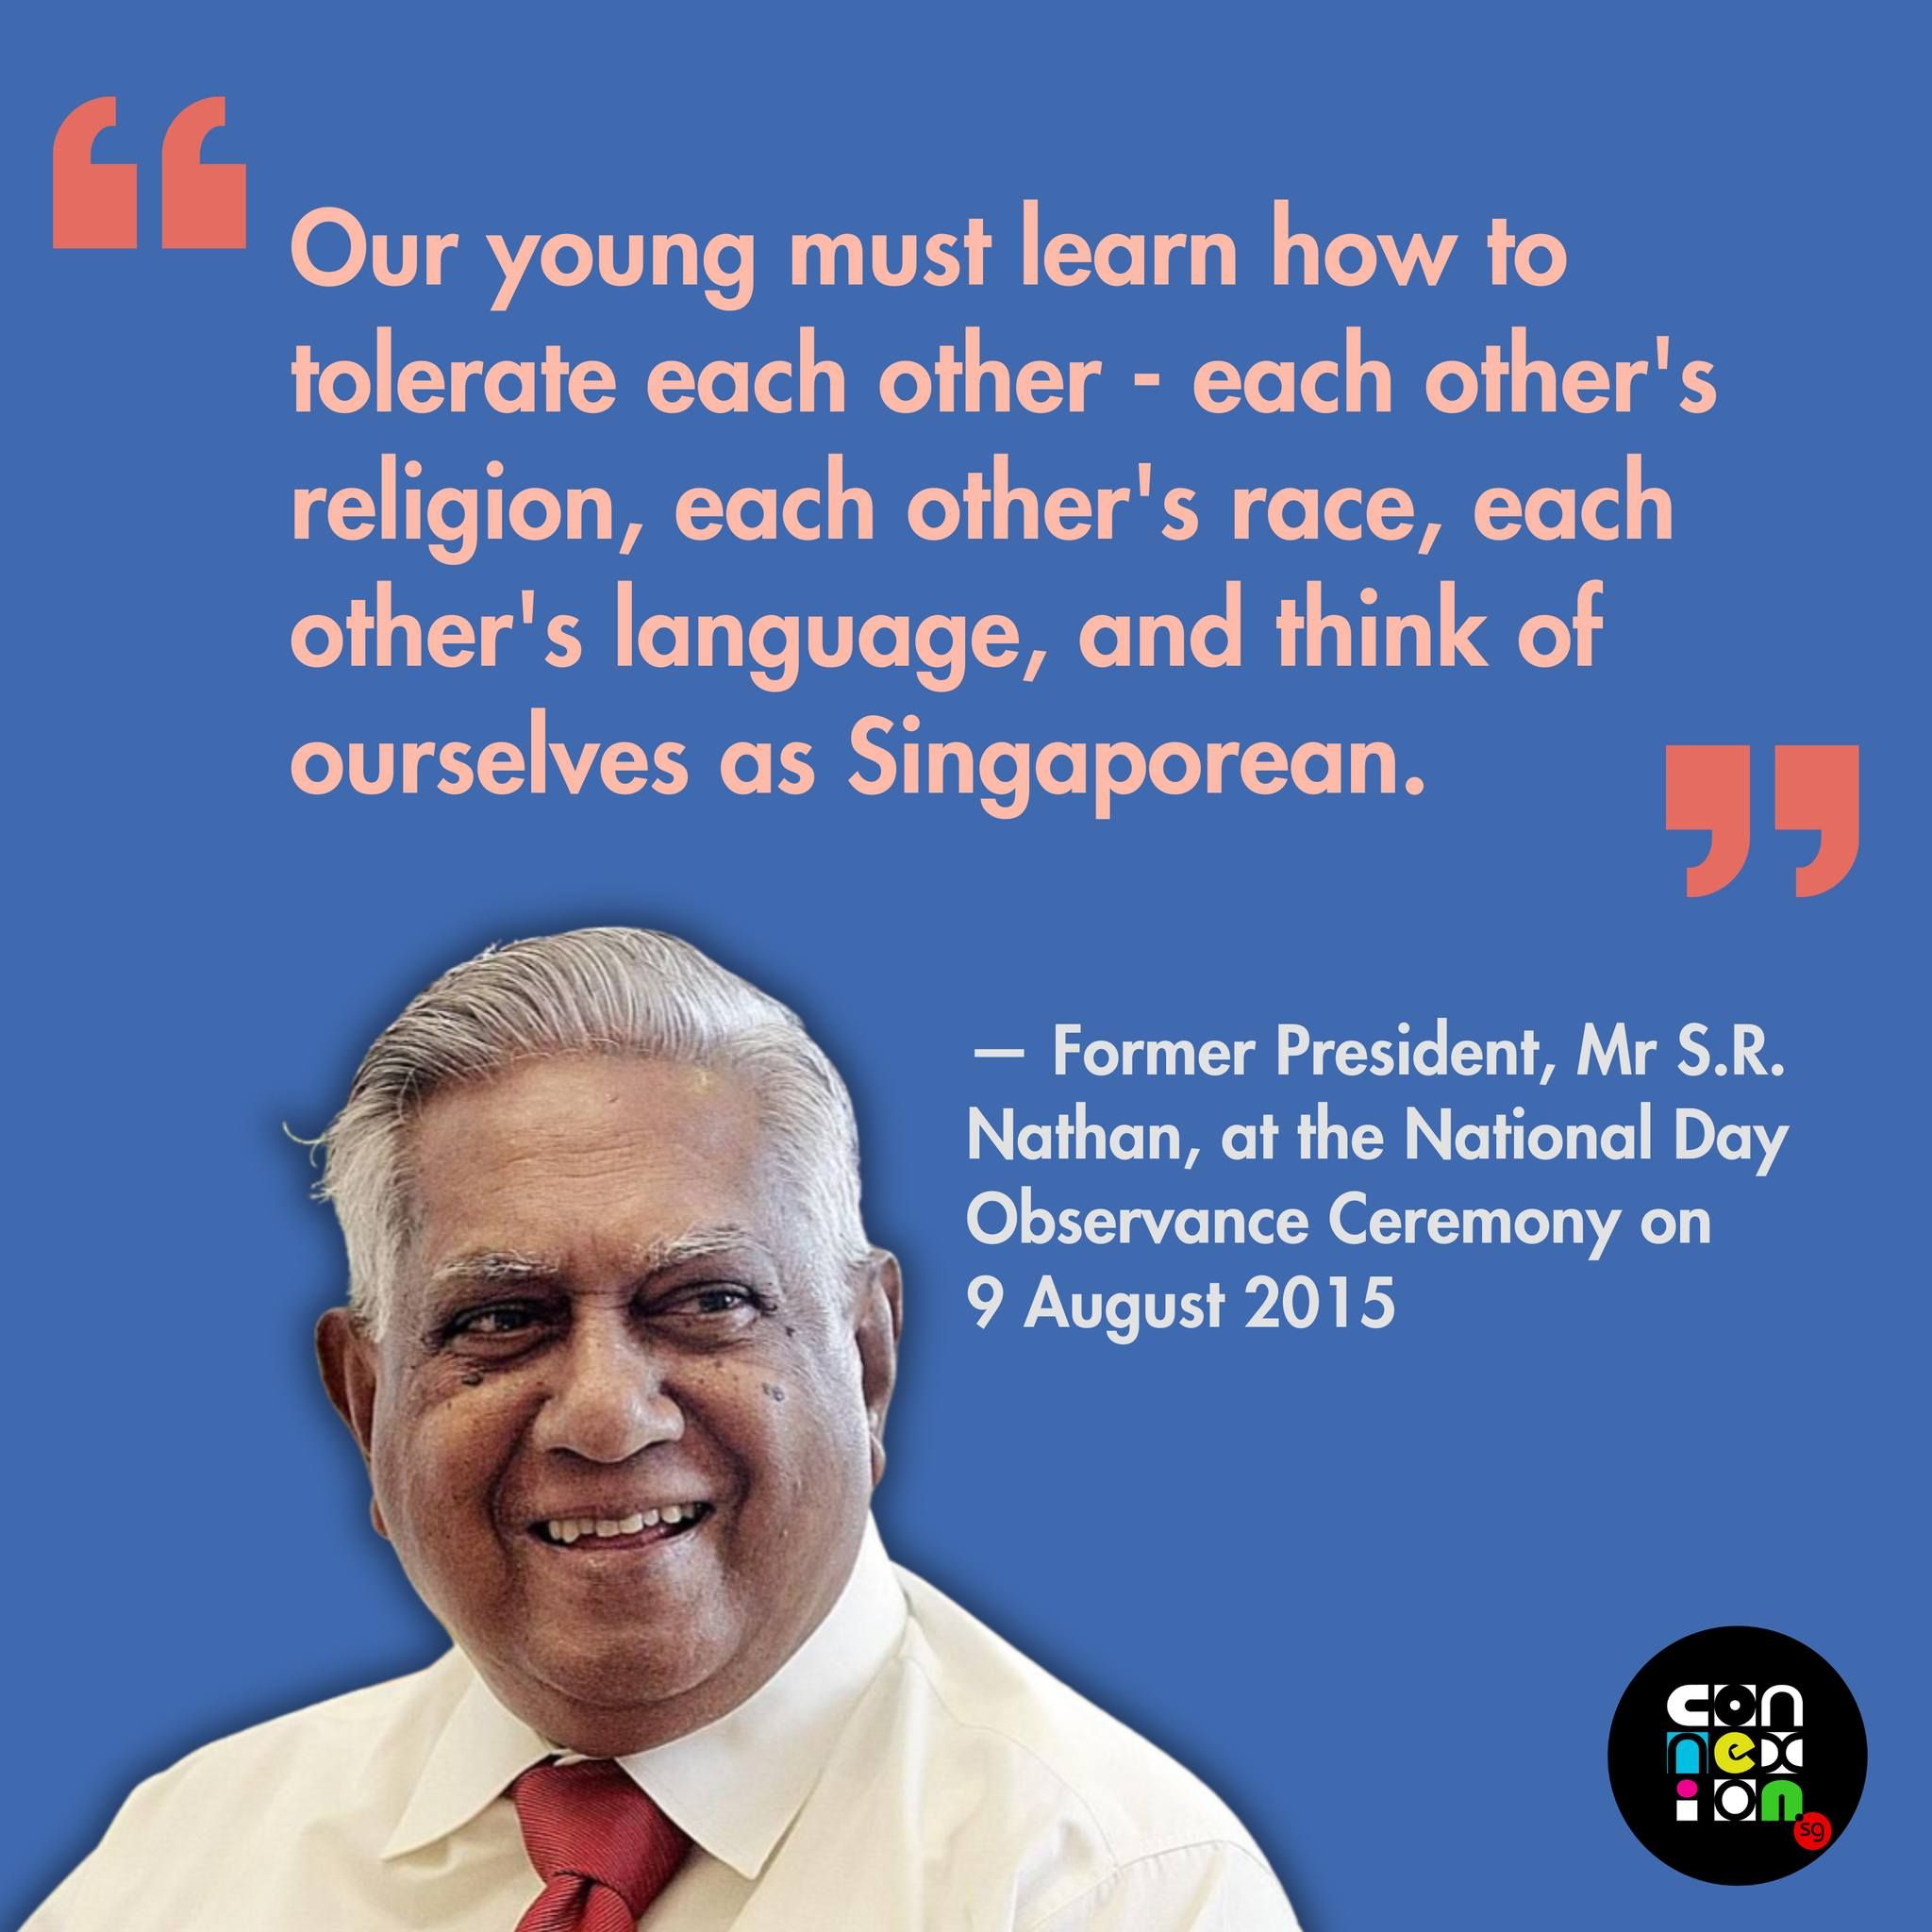 “
Our young must learn how to
tolerate each other - each other's
religion, each other's race, each
other's language, and think of
ourselves as Singaporean.
”
— Former President, Mr S.R.
Nathan, at the National Day
Observance Ceremony on
9 August 2015
con
nex
ion.
sg